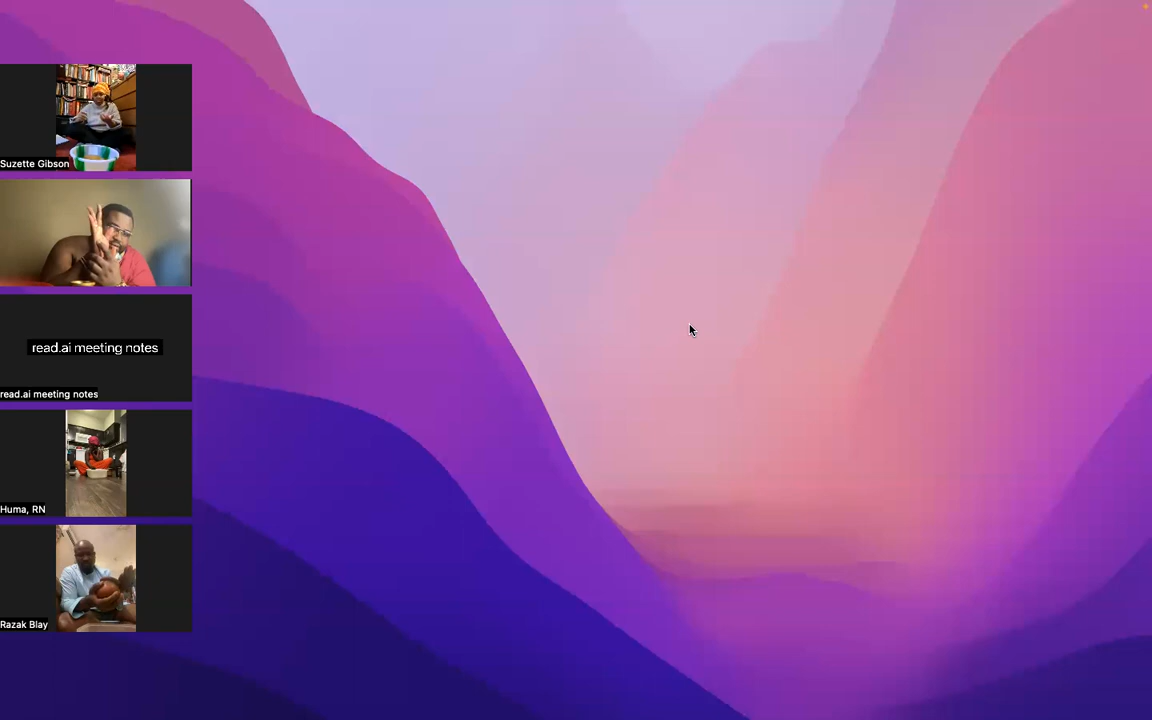 Suzette Gibson
read.ai meeting notes
read.ai meeting notes
Huma, RN
Razak Blay